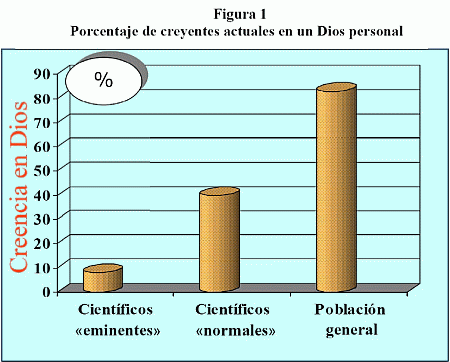 Figura 1
Porcentaje de creyentes actuales en un Dios personal
%
Creencia en Dios
90
80
70
60
50
40
30
20
10
0
Científicos
«eminentes»
Científicos
«normales»
Población
general